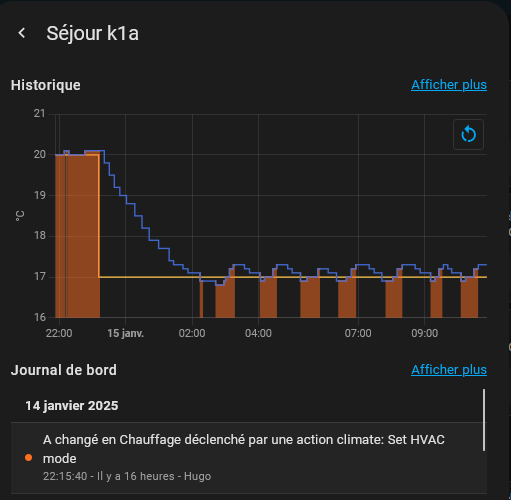 Séjour k1a
Historique
Afficher plus
21
20
19
18
17
16
°C
22:00
15 janv.
02:00
04:00
07:00
09:00
Journal de bord
Afficher plus
14 janvier 2025
A changé en Chauffage déclenché par une action climate: Set HVAC
mode
22:15:40 - Il y a 16 heures - Hugo